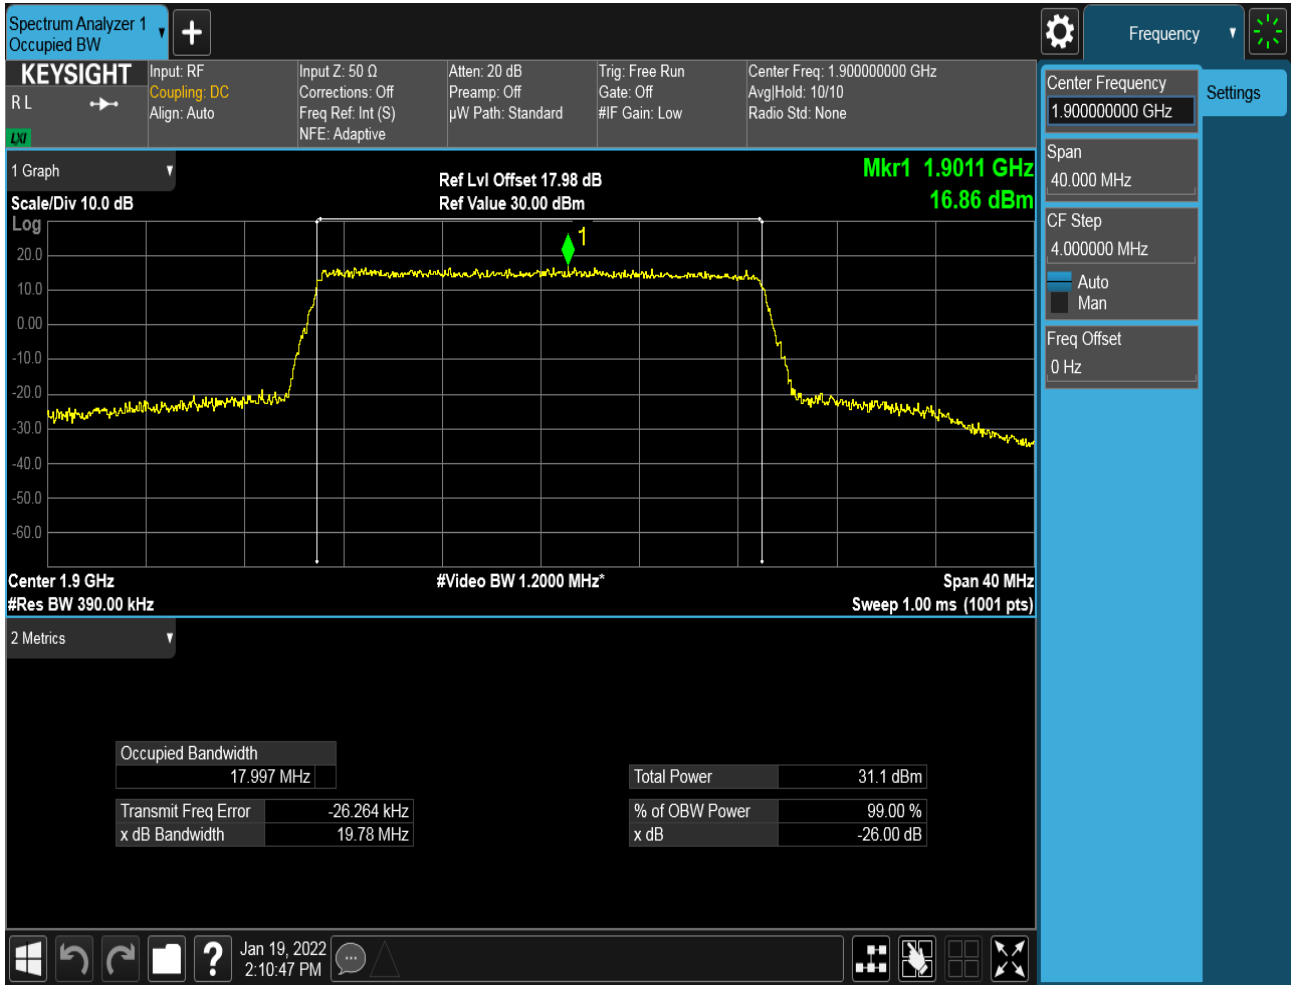 Spectrum Analyzer 1
Occupied BW
Frequency
KEYSIGHT
R L
LXI
Input: RF
Coupling: DC
Align: Auto
Input Z: 50 Ω
Corrections: Off
Freq Ref: Int (S)
NFE: Adaptive
Atten: 20 dB
Preamp: Off
µW Path: Standard
Trig: Free Run
Gate: Off
#IF Gain: Low
Center Freq: 1.900000000 GHz
Avg|Hold: 10/10
Radio Std: None
Center Frequency
1.900000000 GHz
Settings
Span
40.000 MHz
CF Step
4.000000 MHz
Auto
Man
Freq Offset
0 Hz
1 Graph
Scale/Div 10.0 dB
Log
Ref Lvl Offset 17.98 dB
Ref Value 30.00 dBm
Mkr1 1.9011 GHz
16.86 dBm
1
20.0
10.0
0.00
-10.0
-20.0
-30.0
-40.0
-50.0
-60.0
Center 1.9 GHz
#Video BW 1.2000 MHz*
Span 40 MHz
#Res BW 390.00 kHz
Sweep 1.00 ms (1001 pts)
2 Metrics
Occupied Bandwidth
17.997 MHz
Total Power 31.1 dBm
Transmit Freq Error -26.264 kHz
% of OBW Power 99.00 %
x dB Bandwidth 19.78 MHz
x dB -26.00 dB
?
Jan 19, 2022
2:10:47 PM